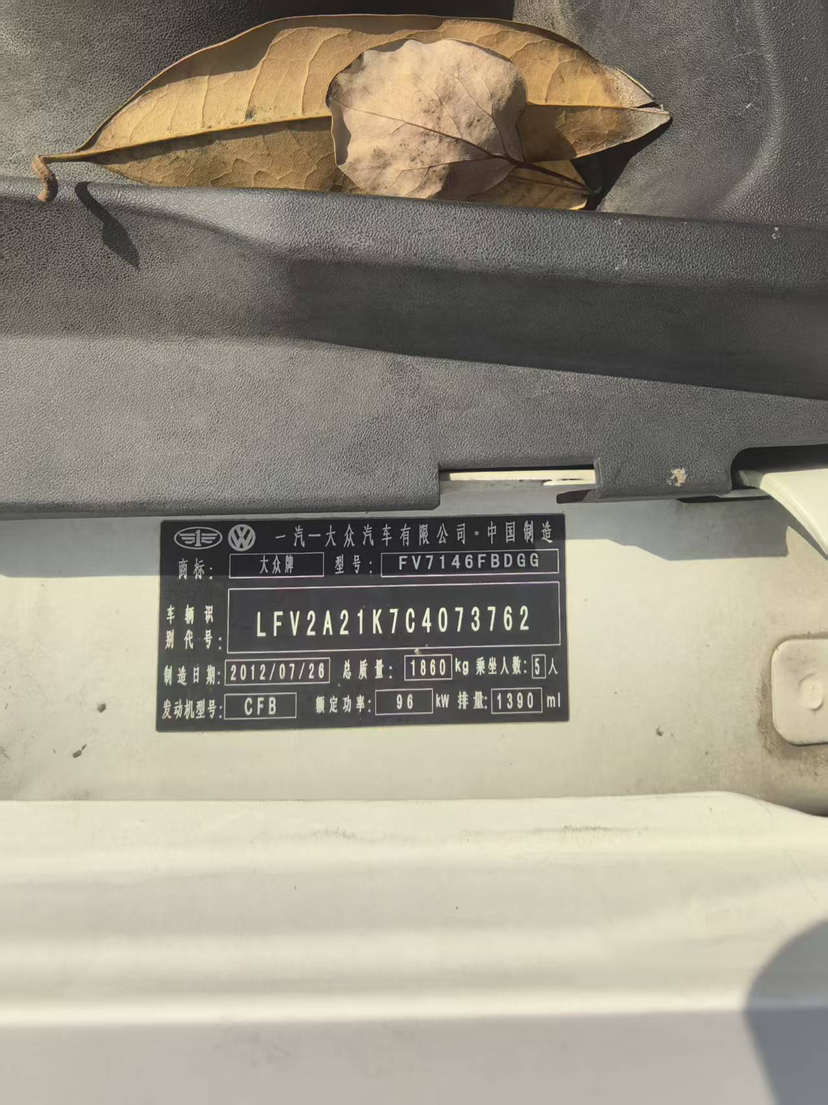 一汽一大众汽车有限公司·中国制造
商标: 大众牌 型号: FV7146FBDGG
车辆识别代号: LFV2A21K7C4073762
制造日期: 2012/07/26 总质量: 1860 kg 乘坐人数: 5 人
发动机型号: CFB 额定功率: 96 kW 排量: 1390 ml